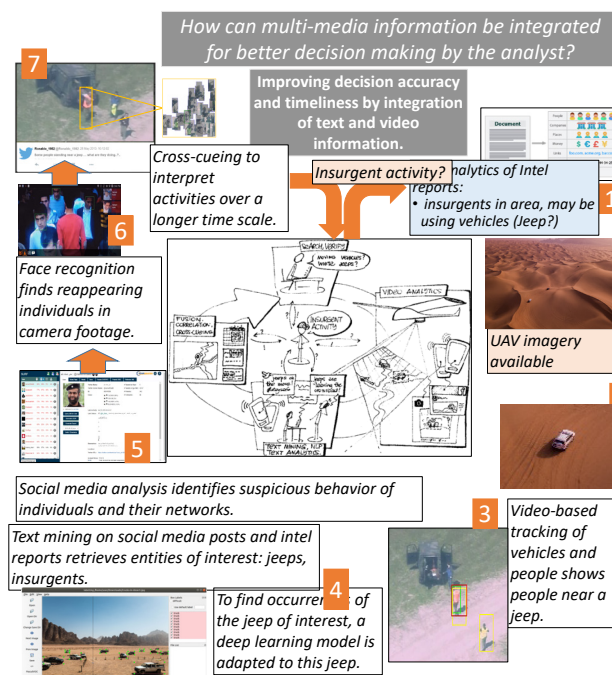 How can multi-media information be integrated
for better decision making by the analyst?
7
Improving decision accuracy
and timeliness by integration
of text and video
information.
Document
People
Money
Cross-cueing to
interpret
activities over a
longer time scale.
Insurgent activity?
nalytics of Intel
reports:
• insurgents in area, may be
using vehicles (Jeep?)
1
6
Face recognition
finds reappearing
individuals in
camera footage.
SEARCH, VERIFY
MOVING VEHICLES?
WHOSE JEEPS?
VIDEO ANALYTICS
FUSION,
CORRELATION,
CROSS-CUEING
INSURGENT
ACTIVITY
TEXT MINING, NLP
TEXT ANALYTICS
UAV imagery
available
5
Social media analysis identifies suspicious behavior of
individuals and their networks.
3
Video-based
tracking of
vehicles and
people shows
people near a
jeep.
Text mining on social media posts and intel
reports retrieves entities of interest: jeeps,
insurgents.
4
To find occurren of
the jeep of interest, a
deep learning model is
adapted to this jeep.